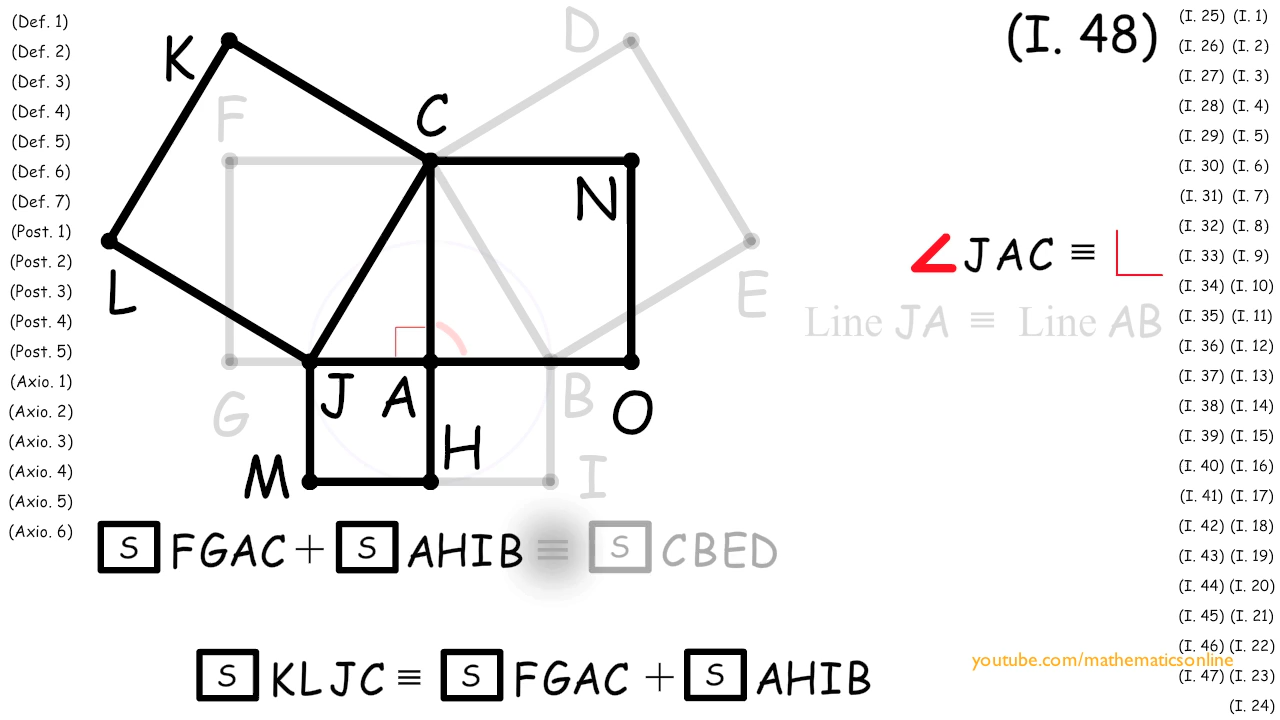 (Def. 1)
(Def. 2)
(Def. 3)
(Def. 4)
(Def. 5)
(Def. 6)
(Def. 7)
(Post. 1)
(Post. 2)
(Post. 3)
(Post. 4)
(Post. 5)
(Axio. 1)
(Axio. 2)
(Axio. 3)
(Axio. 4)
(Axio. 5)
(Axio. 6)
K
D
F
C
N
L
E
J
A
B
G
O
H
M
I
(I. 48)
∠JAC ≡ ∟
Line JA ≡ Line AB
S FGAC + S AHIB ≡ S CBED
S KLJC ≡ S FGAC + S AHIB
(I. 25) (I. 1)
(I. 26) (I. 2)
(I. 27) (I. 3)
(I. 28) (I. 4)
(I. 29) (I. 5)
(I. 30) (I. 6)
(I. 31) (I. 7)
(I. 32) (I. 8)
(I. 33) (I. 9)
(I. 34) (I. 10)
(I. 35) (I. 11)
(I. 36) (I. 12)
(I. 37) (I. 13)
(I. 38) (I. 14)
(I. 39) (I. 15)
(I. 40) (I. 16)
(I. 41) (I. 17)
(I. 42) (I. 18)
(I. 43) (I. 19)
(I. 44) (I. 20)
(I. 45) (I. 21)
(I. 46) (I. 22)
(I. 47) (I. 23)
(I. 24)
youtube.com/mathematicsonline